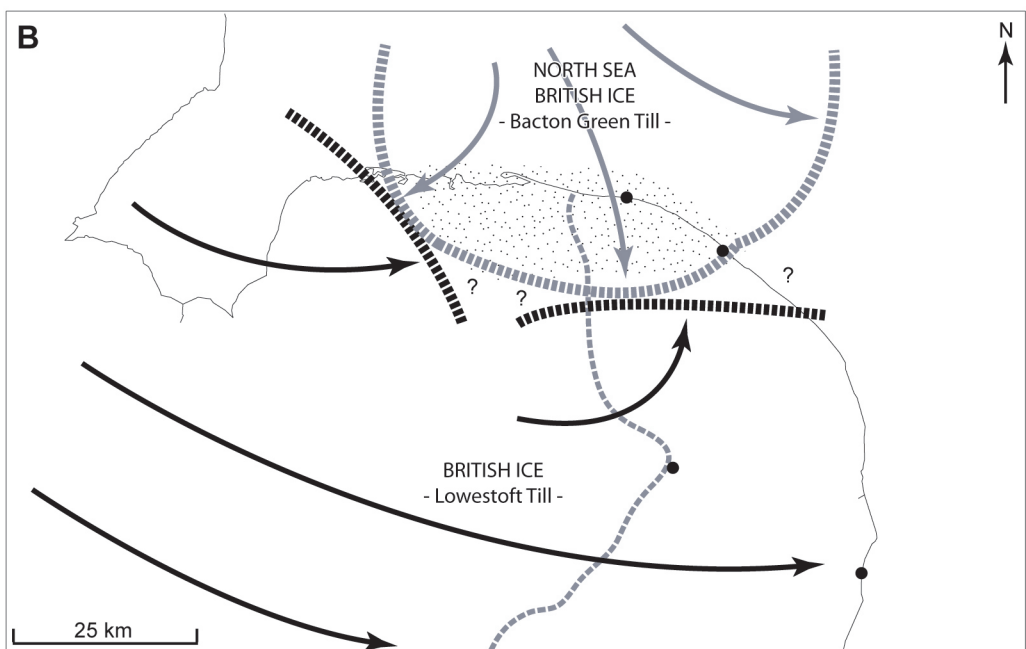 B
N
NORTH SEA
BRITISH ICE
- Bacton Green Till -
?
?
?
BRITISH ICE
- Lowestoft Till -
25 km